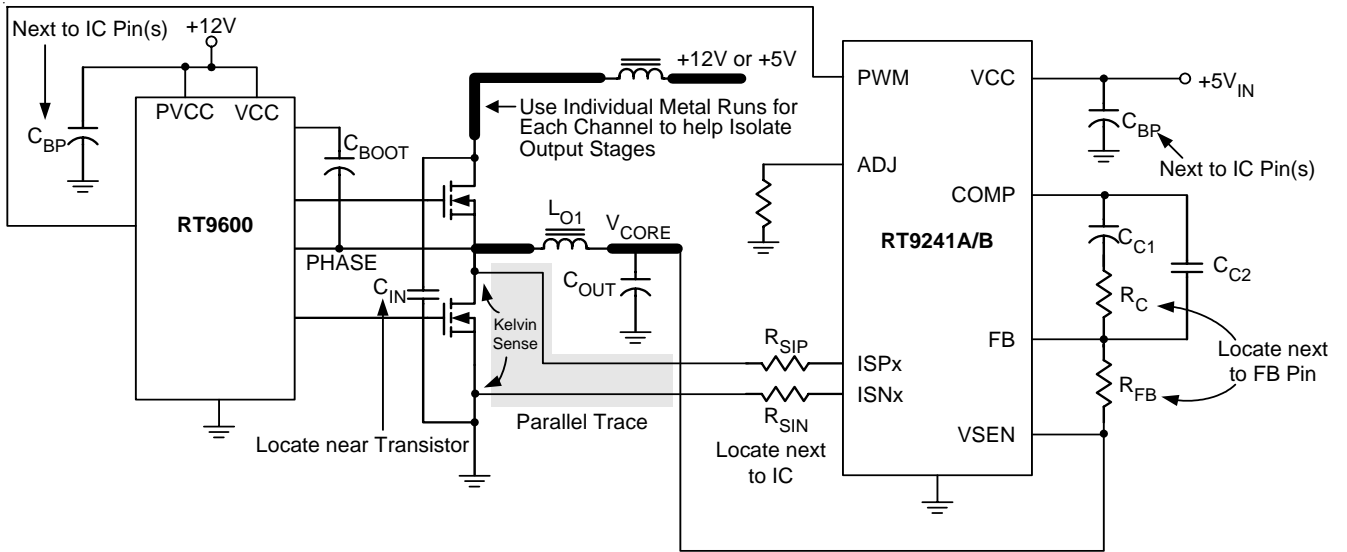 Next to IC Pin(s)
+12V
PVCC
VCC
C_BP
C_BOOT
RT9600
PHASE
C_IN
Locate near Transistor
+12V or +5V
Use Individual Metal Runs for
Each Channel to help Isolate
Output Stages
L_O1
V_CORE
C_OUT
Kelvin
Sense
Parallel Trace
R_SIP
R_SIN
Locate next
to IC
PWM
VCC
ADJ
COMP
RT9241A/B
FB
ISPx
ISNx
VSEN
+5V_IN
C_BP
Next to IC Pin(s)
C_C1
C_C2
R_C
Locate next
to FB Pin
R_FB